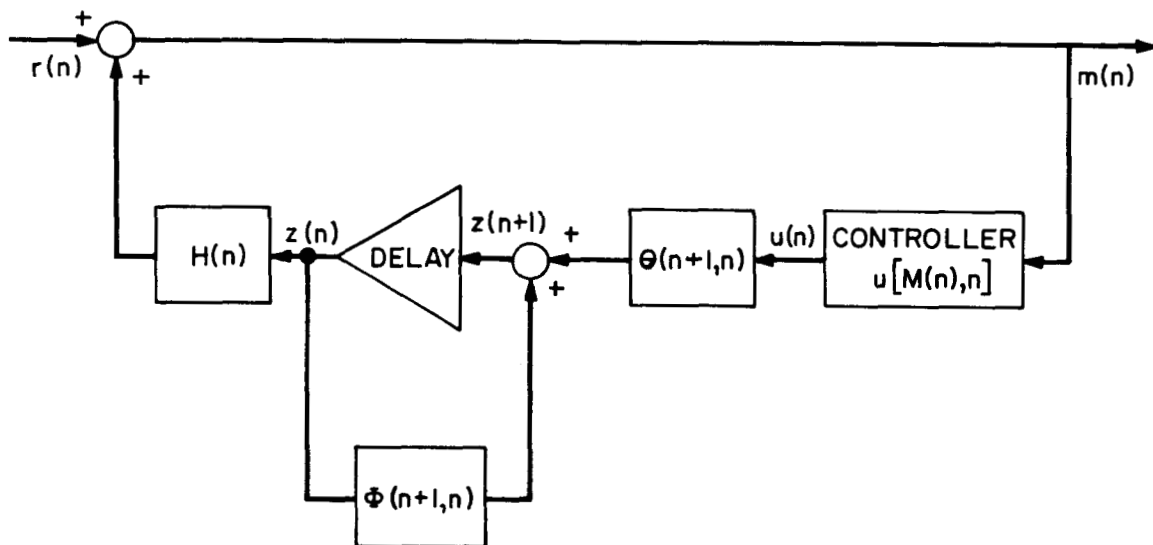 +
r(n)
+
m(n)
H(n)
z(n)
DELAY
z(n+1)
+
+
Θ(n+1,n)
u(n)
CONTROLLER
u[M(n),n]
Φ(n+1,n)